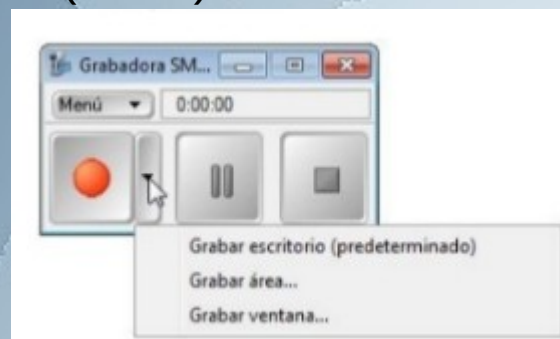 Grabadora SM...
Menú 0:00:00
Grabar escritorio (predeterminado)
Grabar área...
Grabar ventana...